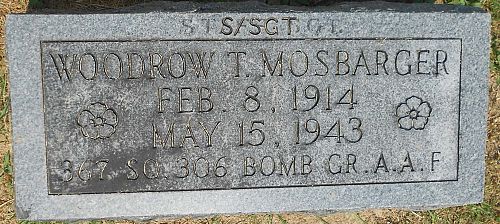 S/SGT.
WOODROW T. MOSBARGER
FEB. 8, 1914
MAY 15, 1943
367 SQ. 306 BOMB GR. A. A. F